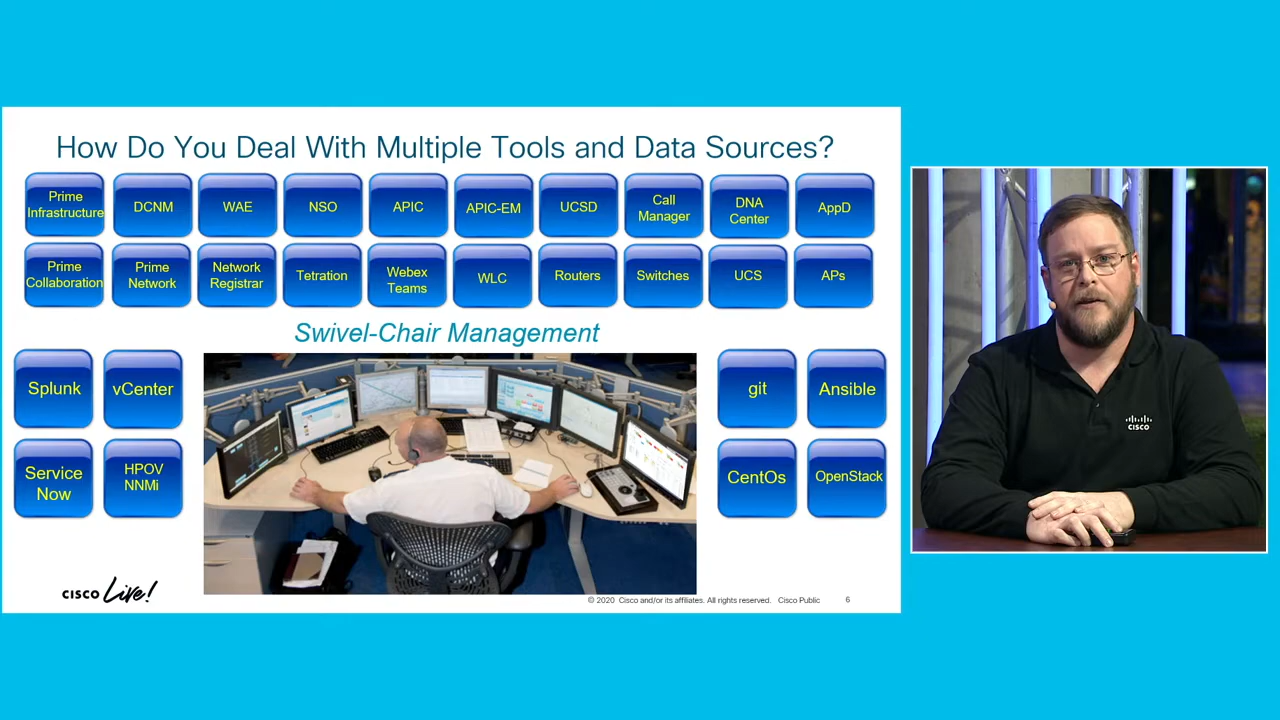 How Do You Deal With Multiple Tools and Data Sources?
Prime
Infrastructure
DCNM
WAE
NSO
APIC
APIC-EM
UCSD
Call
Manager
DNA
Center
AppD
Prime
Collaboration
Prime
Network
Network
Registrar
Tetration
Webex
Teams
WLC
Routers
Switches
UCS
APs
Swivel-Chair Management
Splunk
vCenter
git
Ansible
Service
Now
HPOV
NNMi
CentOs
OpenStack
CISCO Live!
© 2020 Cisco and/or its affiliates. All rights reserved. Cisco Public
6
CISCO